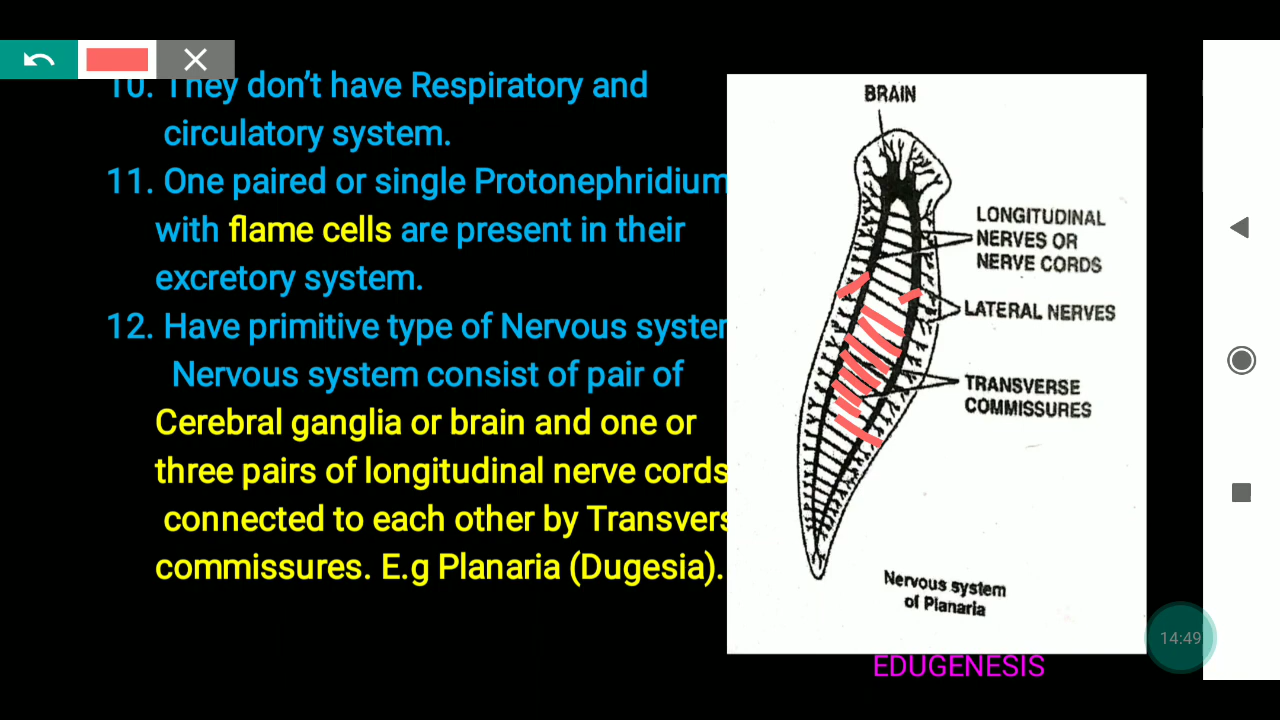 10. They don't have Respiratory and
circulatory system.
11. One paired or single Protonephridium
with flame cells are present in their
excretory system.
12. Have primitive type of Nervous
Nervous system consist of pair of
Cerebral ganglia or brain and one or
three pairs of longitudinal nerve cords
connected to each other by
commissures. E.g Planaria (Dugesia).
BRAIN
LONGITUDINAL
NERVES OR
NERVE CORDS
LATERAL NERVES
TRANSVERSE
COMMISSURES
Nervous system
of Planaria
14:49
EDUGENESIS